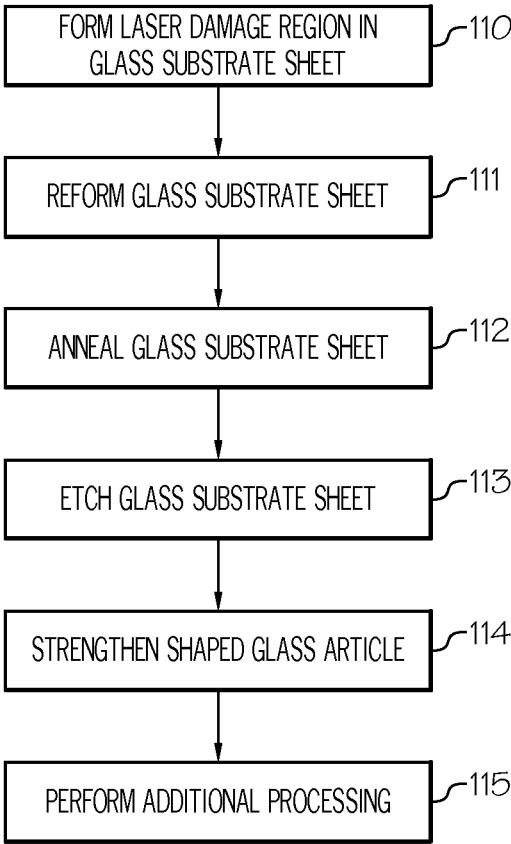 FORM LASER DAMAGE REGION IN
GLASS SUBSTRATE SHEET
110
REFORM GLASS SUBSTRATE SHEET
111
ANNEAL GLASS SUBSTRATE SHEET
112
ETCH GLASS SUBSTRATE SHEET
113
STRENGTHEN SHAPED GLASS ARTICLE
114
PERFORM ADDITIONAL PROCESSING
115